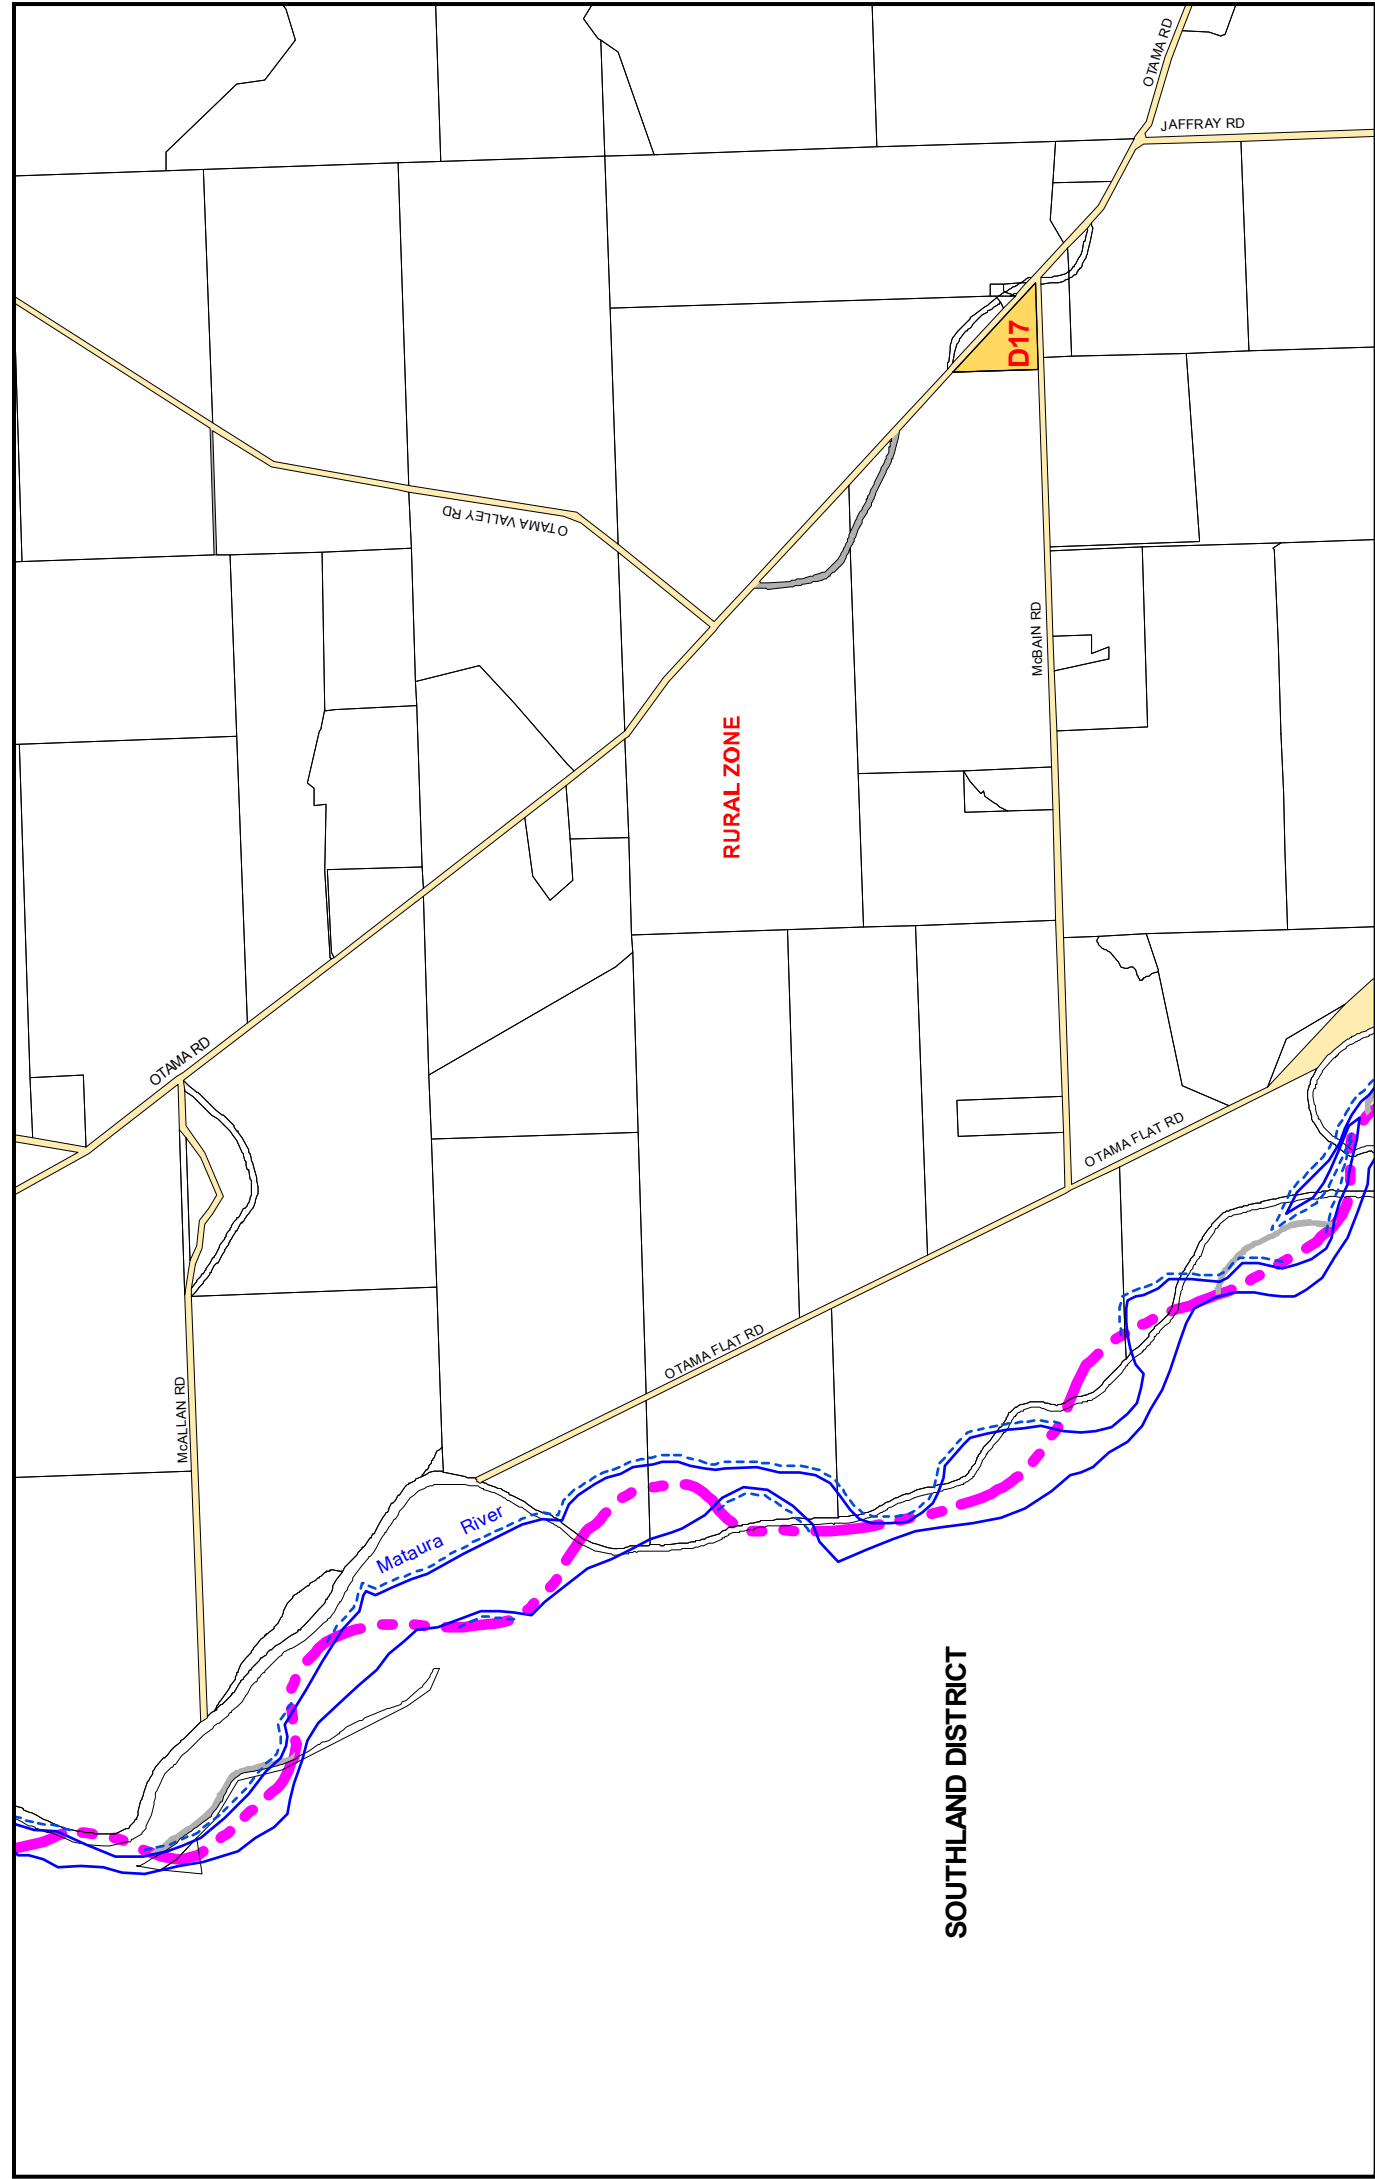 OTAMA RD
JAFFRAY RD
D17
OTAMA VALLEY RD
McBAIN RD
RURAL ZONE
OTAMA RD
OTAMA FLAT RD
OTAMA FLAT RD
McALLAN RD
Mataura River
SOUTHLAND DISTRICT